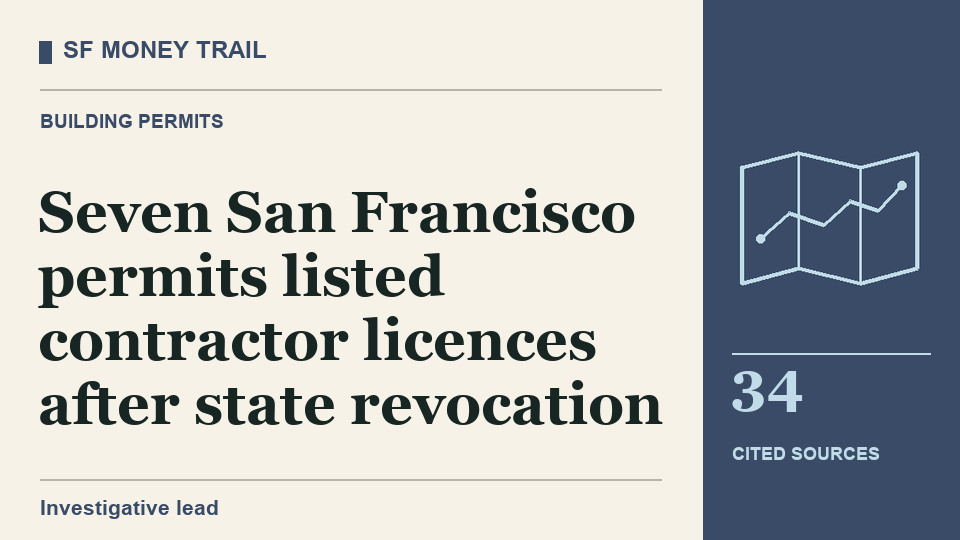 SF MONEY TRAIL
BUILDING PERMITS
Seven San Francisco
permits listed
contractor licences
after state revocation
Investigative lead
34
CITED SOURCES